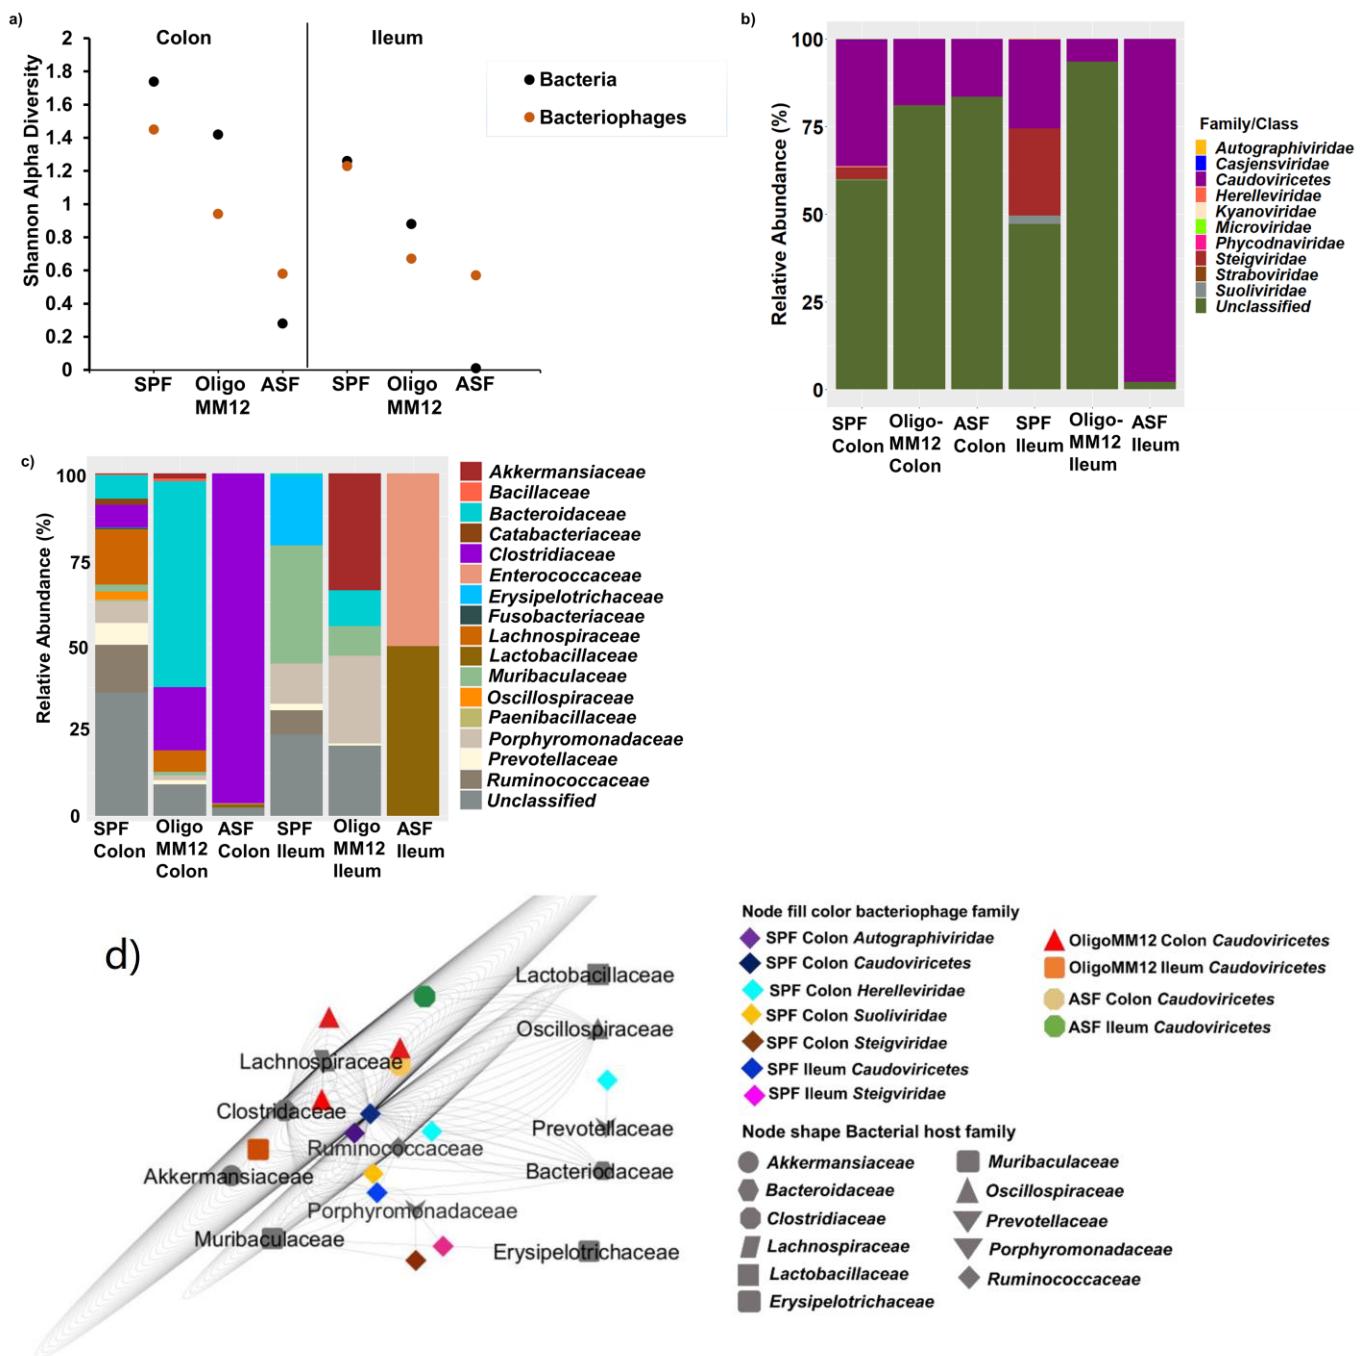 a)
Colon
Ileum
Shannon Alpha Diversity
2
1.8
1.6
1.4
1.2
1
0.8
0.6
0.4
0.2
0
SPF
Oligo
MM12
ASF
SPF
Oligo
MM12
ASF
Bacteria
Bacteriophages
b)
Relative Abundance (%)
100
75
50
25
0
SPF
Colon
Oligo-
MM12
Colon
ASF
Colon
SPF
Ileum
Oligo-
MM12
Ileum
ASF
Ileum
Family/Class
Autographiviridae
Casjensviridae
Caudoviricetes
Herelleviridae
Kyanoviridae
Microviridae
Phycodnaviridae
Steigviridae
Straboviridae
Suoliviridae
Unclassified
c)
Relative Abundance (%)
100
75
50
25
0
SPF
Colon
Oligo
MM12
Colon
ASF
Colon
SPF
Ileum
Oligo
MM12
Ileum
ASF
Ileum
Akkermansiaceae
Bacillaceae
Bacteroidaceae
Catabacteriaceae
Clostridiaceae
Enterococcaceae
Erysipelotrichaceae
Fusobacteriaceae
Lachnospiraceae
Lactobacillaceae
Muribaculaceae
Oscillospiraceae
Paenibacillaceae
Porphyromonadaceae
Prevotellaceae
Ruminococcaceae
Unclassified
d)
Lactobacillaceae
Oscillospiraceae
Lachnospiraceae
Clostridaceae
Prevotellaceae
Ruminococcaceae
Bacteriodaceae
Akkermansiaceae
Porphyromonadaceae
Muribaculaceae
Erysipelotrichaceae
Node fill color bacteriophage family
SPF Colon Autographiviridae
SPF Colon Caudoviricetes
SPF Colon Herelleviridae
SPF Colon Suoliviridae
SPF Colon Steigviridae
SPF Ileum Caudoviricetes
SPF Ileum Steigviridae
OligoMM12 Colon Caudoviricetes
OligoMM12 Ileum Caudoviricetes
ASF Colon Caudoviricetes
ASF Ileum Caudoviricetes
Node shape Bacterial host family
Akkermansiaceae
Bacteroidaceae
Clostridiaceae
Lachnospiraceae
Lactobacillaceae
Erysipelotrichaceae
Muribaculaceae
Oscillospiraceae
Prevotellaceae
Porphyromonadaceae
Ruminococcaceae